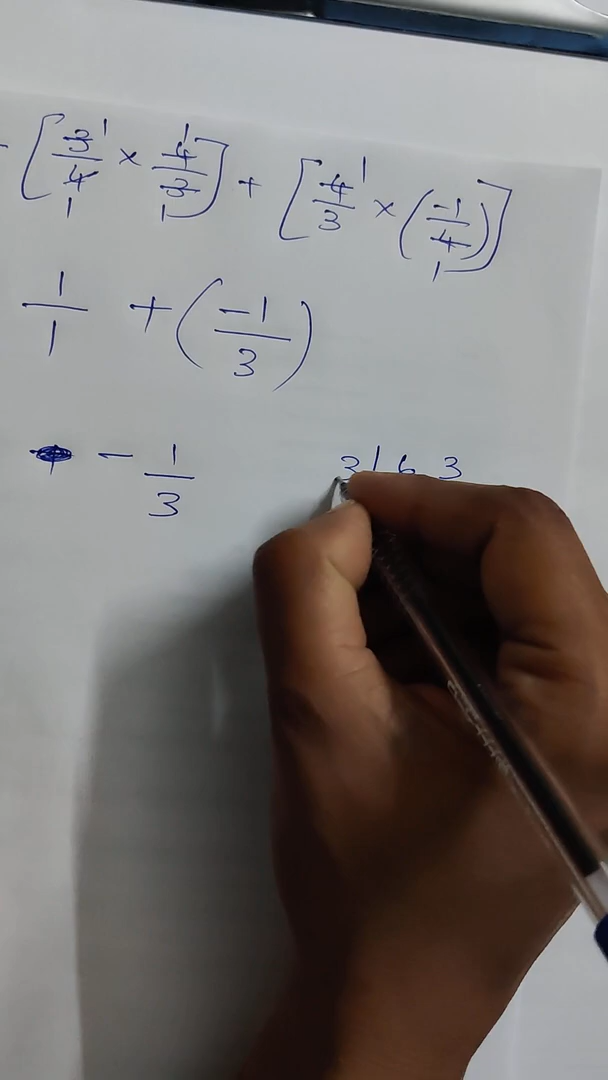 - [3/4 × 4/3] + [4/3 × (-1/4)]
1/1 + (-1/3)
- 1/3 3 | 6 3